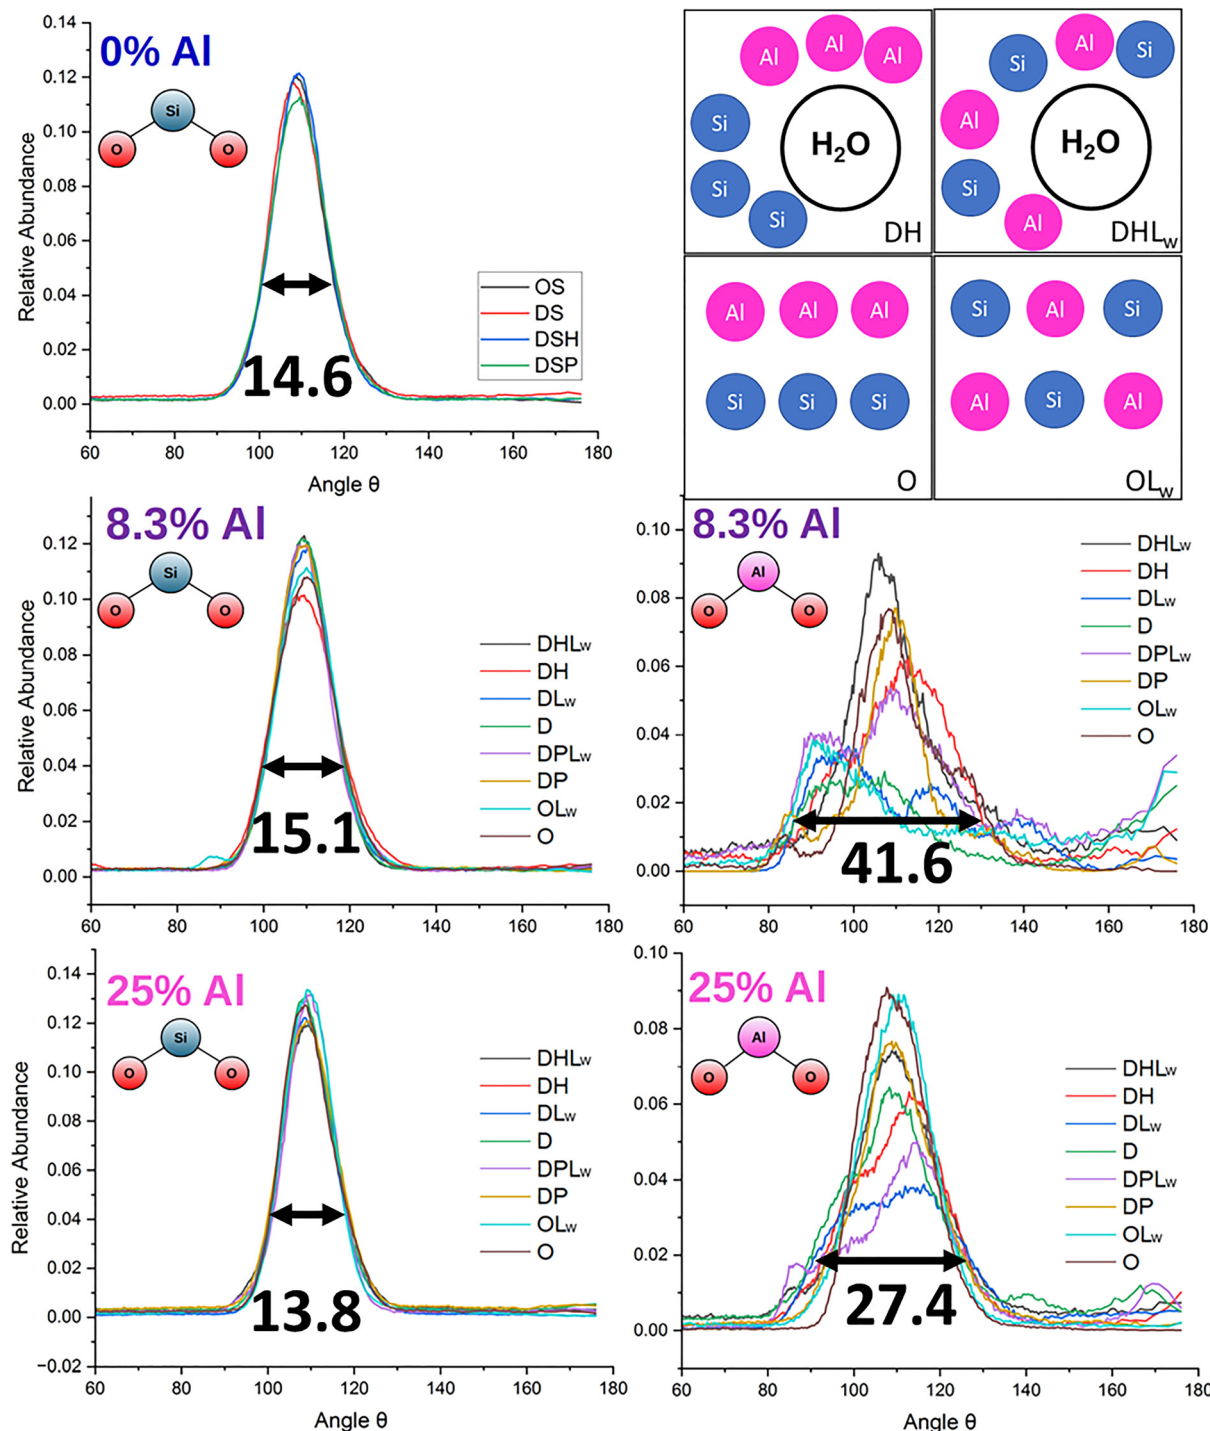 0% Al
Si
O O
Relative Abundance
0.14
0.12
0.10
0.08
0.06
0.04
0.02
0.00
14.6
OS
DS
DSH
DSP
60 80 100 120 140 160 180
Angle θ
Al Al Al
Si
Si
Si
H₂O
DH
Si Al Si
Al
Si
Al
H₂O
DHLw
Al Al Al
Si Si Si
O
Si Al Si
Al Si Al
OLw
8.3% Al
Si
O O
Relative Abundance
0.12
0.10
0.08
0.06
0.04
0.02
0.00
15.1
DHLw
DH
DLw
D
DPLw
DP
OLw
O
60 80 100 120 140 160 180
8.3% Al
Al
O O
0.10
0.08
0.06
0.04
0.02
0.00
41.6
DHLw
DH
DLw
D
DPLw
DP
OLw
O
60 80 100 120 140 160 180
25% Al
Si
O O
Relative Abundance
0.14
0.12
0.10
0.08
0.06
0.04
0.02
0.00
−0.02
13.8
DHLw
DH
DLw
D
DPLw
DP
OLw
O
60 80 100 120 140 160 180
Angle θ
25% Al
Al
O O
0.10
0.08
0.06
0.04
0.02
0.00
27.4
DHLw
DH
DLw
D
DPLw
DP
OLw
O
60 80 100 120 140 160 180
Angle θ